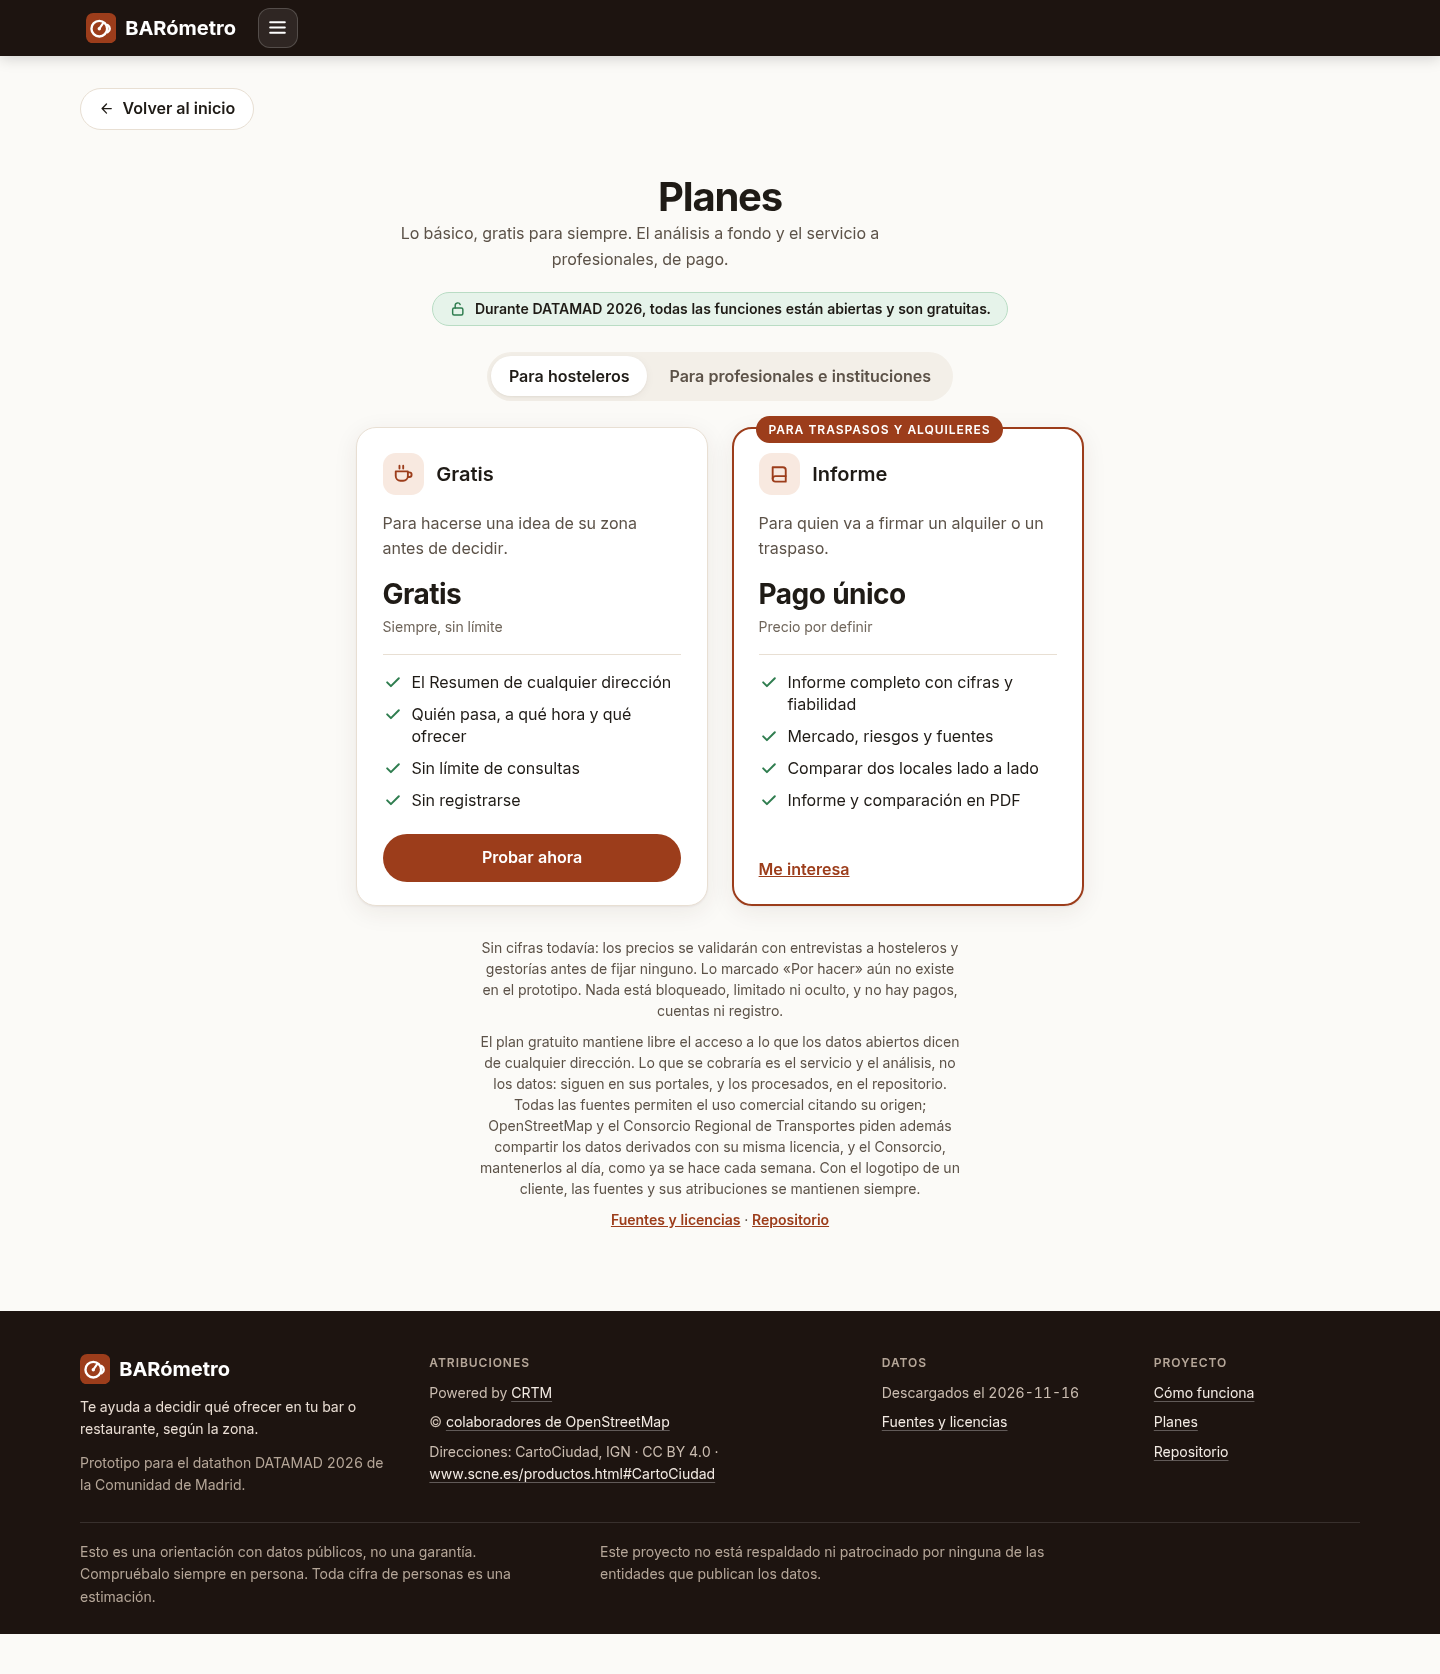 BARómetro
Volver al inicio
Planes
Lo básico, gratis para siempre. El análisis a fondo y el servicio a
profesionales, de pago.
Durante DATAMAD 2026, todas las funciones están abiertas y son gratuitas.
Para hosteleros
Para profesionales e instituciones
Gratis
Para hacerse una idea de su zona
antes de decidir.
Gratis
Siempre, sin límite
El Resumen de cualquier dirección
Quién pasa, a qué hora y qué
ofrecer
Sin límite de consultas
Sin registrarse
Probar ahora
PARA TRASPASOS Y ALQUILERES
Informe
Para quien va a firmar un alquiler o un
traspaso.
Pago único
Precio por definir
Informe completo con cifras y
fiabilidad
Mercado, riesgos y fuentes
Comparar dos locales lado a lado
Informe y comparación en PDF
Me interesa
Sin cifras todavía: los precios se validarán con entrevistas a hosteleros y
gestorías antes de fijar ninguno. Lo marcado «Por hacer» aún no existe
en el prototipo. Nada está bloqueado, limitado ni oculto, y no hay pagos,
cuentas ni registro.
El plan gratuito mantiene libre el acceso a lo que los datos abiertos dicen
de cualquier dirección. Lo que se cobraría es el servicio y el análisis, no
los datos: siguen en sus portales, y los procesados, en el repositorio.
Todas las fuentes permiten el uso comercial citando su origen;
OpenStreetMap y el Consorcio Regional de Transportes piden además
compartir los datos derivados con su misma licencia, y el Consorcio,
mantenerlos al día, como ya se hace cada semana. Con el logotipo de un
cliente, las fuentes y sus atribuciones se mantienen siempre.
Fuentes y licencias · Repositorio
BARómetro
Te ayuda a decidir qué ofrecer en tu bar o
restaurante, según la zona.
Prototipo para el datathon DATAMAD 2026 de
la Comunidad de Madrid.
ATRIBUCIONES
Powered by CRTM
© colaboradores de OpenStreetMap
Direcciones: CartoCiudad, IGN · CC BY 4.0 ·
www.scne.es/productos.html#CartoCiudad
DATOS
Descargados el 2026-11-16
Fuentes y licencias
PROYECTO
Cómo funciona
Planes
Repositorio
Esto es una orientación con datos públicos, no una garantía.
Compruébalo siempre en persona. Toda cifra de personas es una
estimación.
Este proyecto no está respaldado ni patrocinado por ninguna de las
entidades que publican los datos.